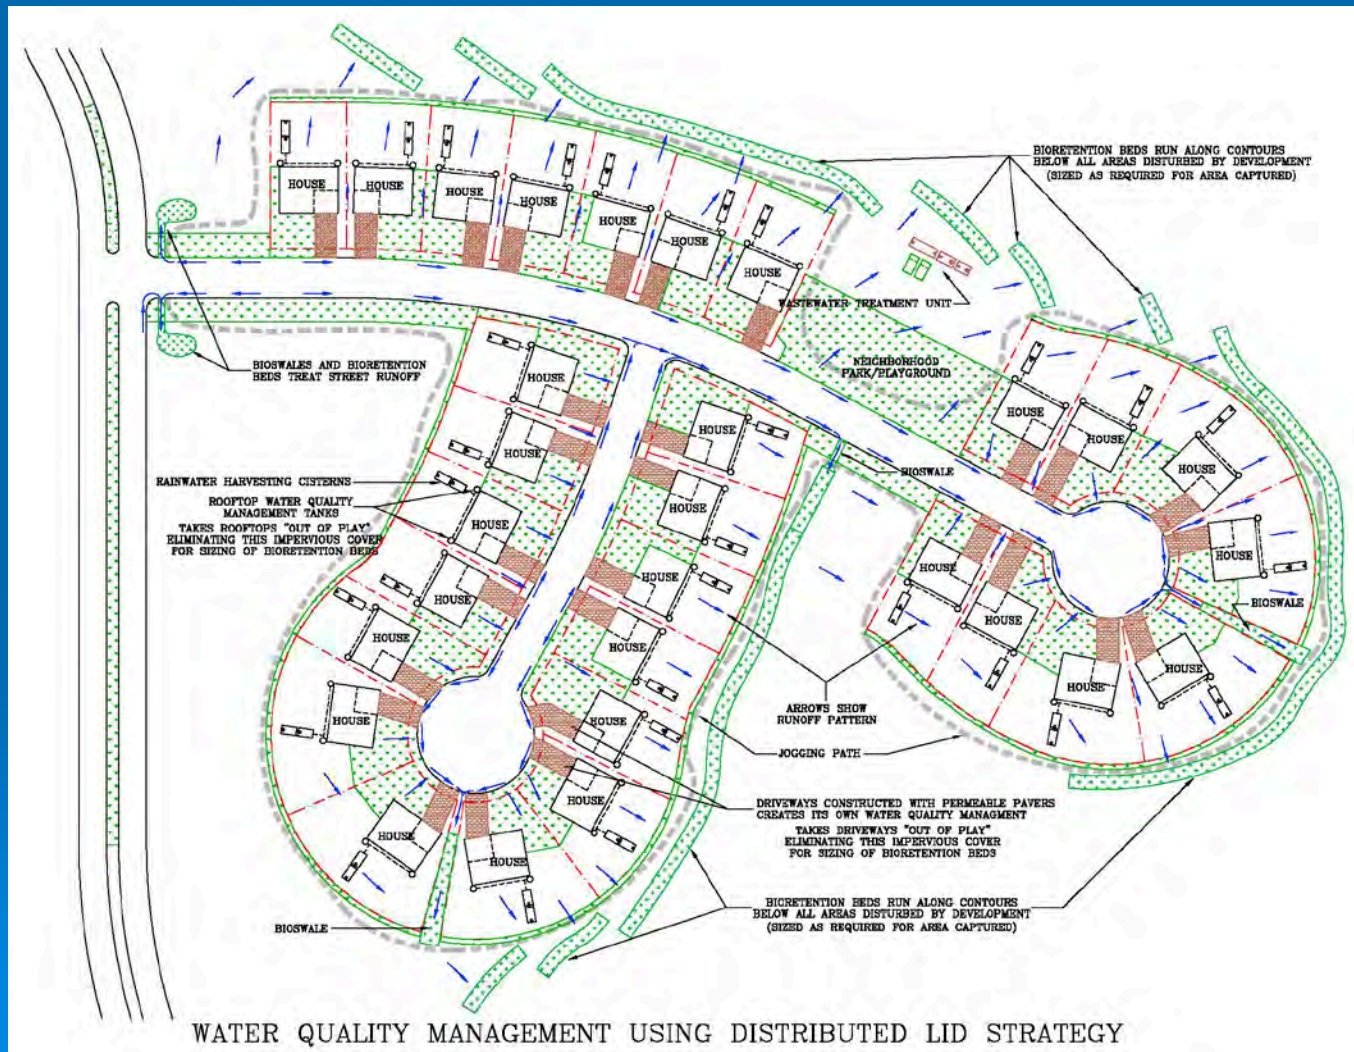 BIORETENTION BEDS RUN ALONG CONTOURS
BELOW ALL AREAS DISTURBED BY DEVELOPMENT
(SIZED AS REQUIRED FOR AREA CAPTURED)
HOUSE
HOUSE
HOUSE
HOUSE
HOUSE
HOUSE
HOUSE
WASTEWATER TREATMENT UNIT
NEIGHBORHOOD
PARK/PLAYGROUND
BIOSWALES AND BIORETENTION
BEDS TREAT STREET RUNOFF
HOUSE
HOUSE
HOUSE
HOUSE
HOUSE
HOUSE
BIOSWALE
HOUSE
RAINWATER HARVESTING CISTERNS
ROOFTOP WATER QUALITY
MANAGEMENT TANKS
TAKES ROOFTOPS "OUT OF PLAY"
ELIMINATING THIS IMPERVIOUS COVER
FOR SIZING OF BIORETENTION BEDS
HOUSE
HOUSE
HOUSE
HOUSE
HOUSE
HOUSE
BIOSWALE
HOUSE
HOUSE
HOUSE
HOUSE
HOUSE
HOUSE
HOUSE
ARROWS SHOW
RUNOFF PATTERN
JOGGING PATH
HOUSE
DRIVEWAYS CONSTRUCTED WITH PERMEABLE PAVERS
CREATES ITS OWN WATER QUALITY MANAGMENT
TAKES DRIVEWAYS "OUT OF PLAY"
ELIMINATING THIS IMPERVIOUS COVER
FOR SIZING OF BIORETENTION BEDS
HOUSE
HOUSE
BIORETENTION BEDS RUN ALONG CONTOURS
BELOW ALL AREAS DISTURBED BY DEVELOPMENT
(SIZED AS REQUIRED FOR AREA CAPTURED)
BIOSWALE
WATER QUALITY MANAGEMENT USING DISTRIBUTED LID STRATEGY